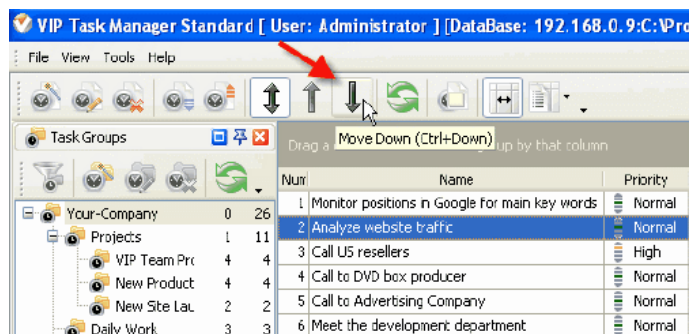 VIP Task Manager Standard [ User: Administrator ] [DataBase: 192.168.0.9:C:\Pro
File View Tools Help
Move Down (Ctrl+Down)
Task Groups
Drag a up by that column
Num Name Priority
Your-Company 0 26
Projects 1 11
VIP Team Pro 4 4
New Product 4 4
New Site Lau 2 2
Daily Work 3 3
1 Monitor positions in Google for main key words Normal
2 Analyze website traffic Normal
3 Call US resellers High
4 Call to DVD box producer Normal
5 Call to Advertising Company Normal
6 Meet the development department Normal